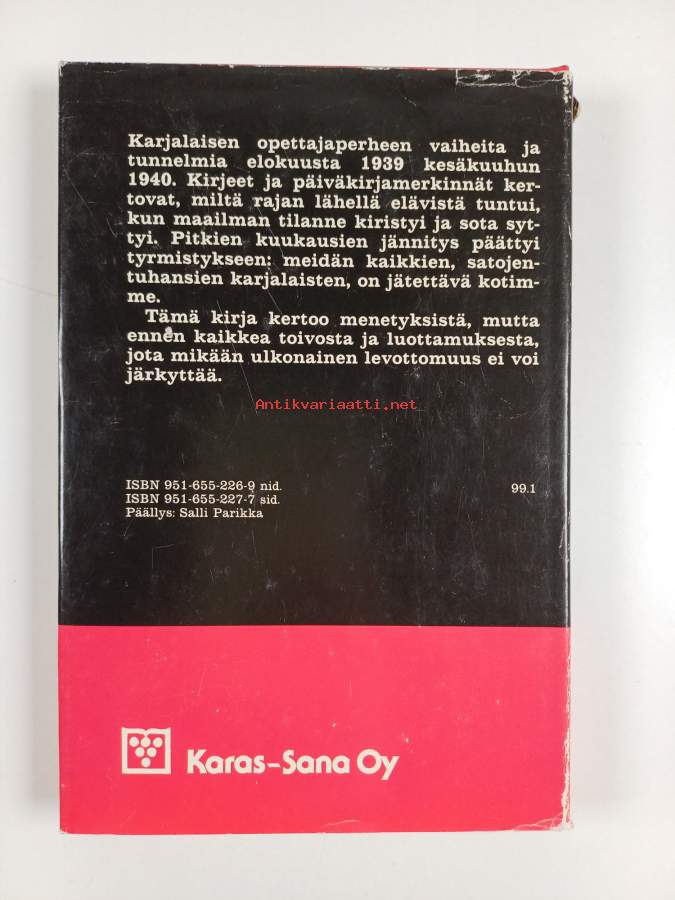 Karjalaisen opettajaperheen vaiheita ja
tunnelmia elokuusta 1939 kesäkuuhun
1940. Kirjeet ja päiväkirjamerkinnät ker-
tovat, miltä rajan lähellä elävistä tuntui,
kun maailman tilanne kiristyi ja sota syt-
tyi. Pitkien kuukausien jännitys päättyi
tyrmistykseen: meidän kaikkien, satojen-
tuhansien karjalaisten, on jätettävä kotim-
me.
Tämä kirja kertoo menetyksistä, mutta
ennen kaikkea toivosta ja luottamuksesta,
jota mikään ulkonainen levottomuus ei voi
järkyttää.
Antikvariaatti.net
ISBN 951-655-226-9 nid.
ISBN 951-655-227-7 sid.
Päällys: Salli Parikka
99.1
Karas-Sana Oy